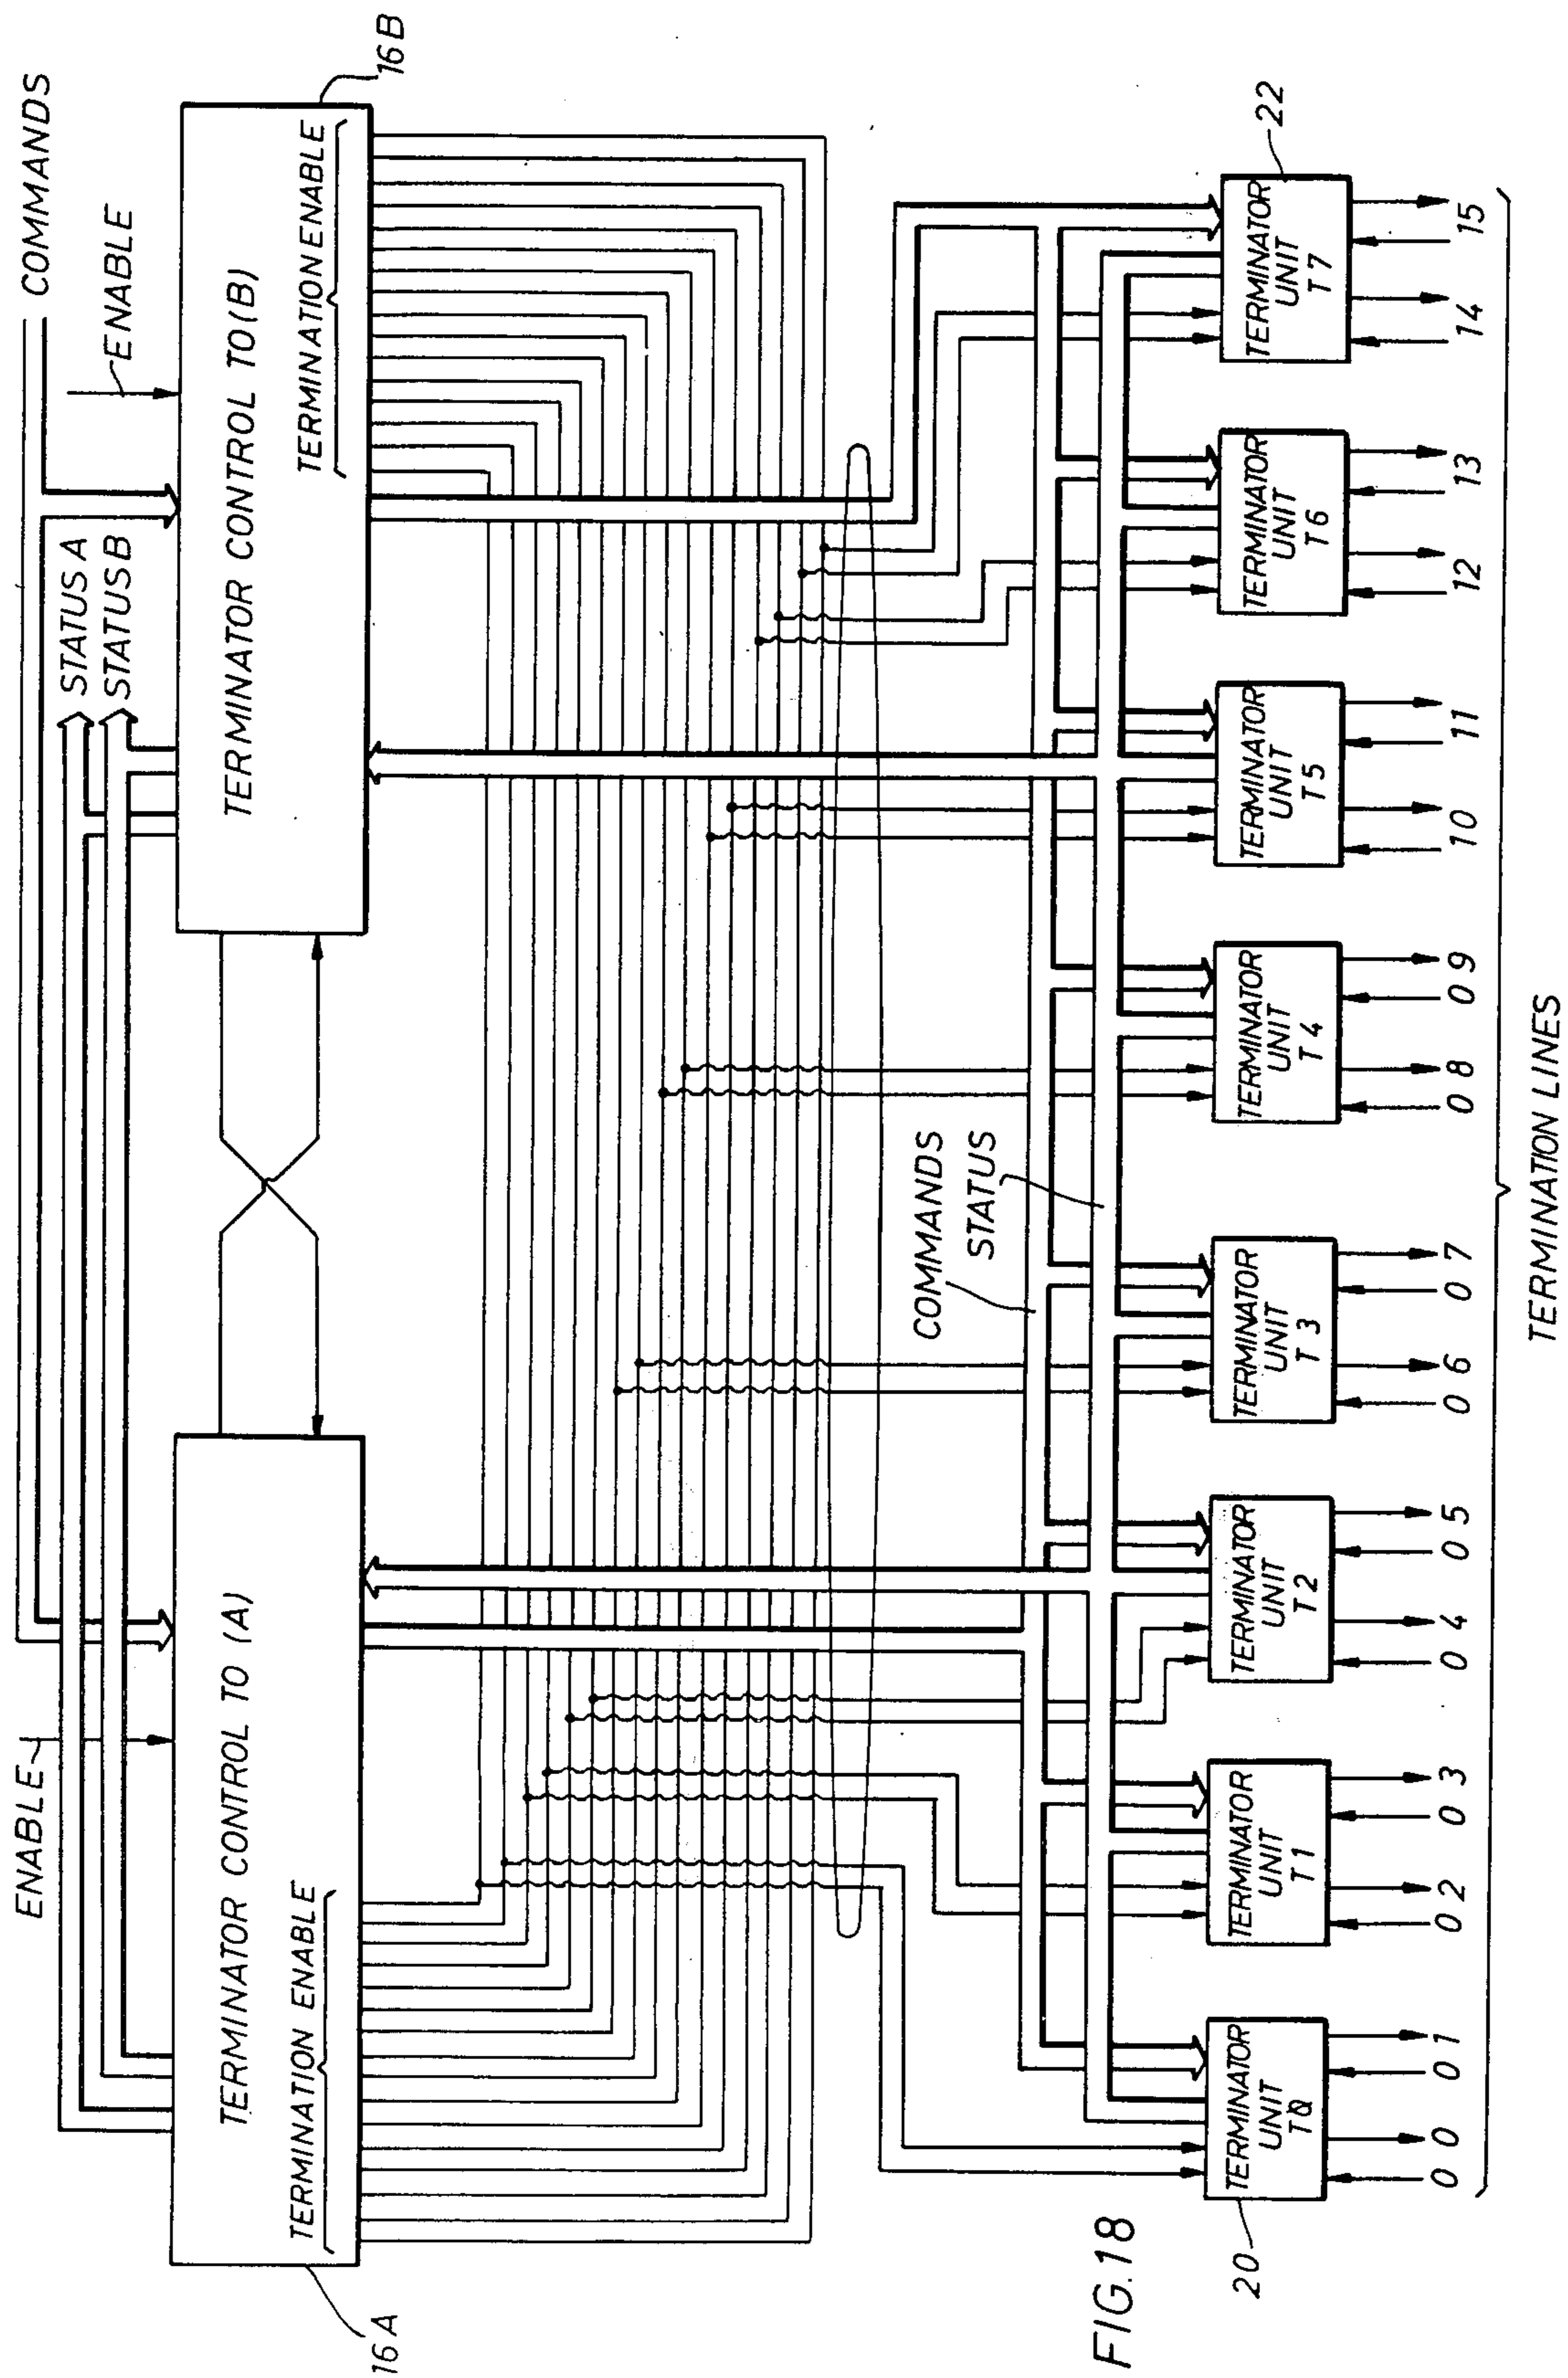 COMMANDS
ENABLE
STATUS A
STATUS B
ENABLE
16A
TERMINATOR CONTROL TO (A)
TERMINATION ENABLE
16B
TERMINATOR CONTROL TO (B)
TERMINATION ENABLE
COMMANDS
STATUS
20
TERMINATOR
UNIT
T0
TERMINATOR
UNIT
T1
TERMINATOR
UNIT
T2
TERMINATOR
UNIT
T3
TERMINATOR
UNIT
T4
TERMINATOR
UNIT
T5
TERMINATOR
UNIT
T6
TERMINATOR
UNIT
T7
22
00 01 02 03 04 05 06 07 08 09 10 11 12 13 14 15
TERMINATION LINES
FIG.18